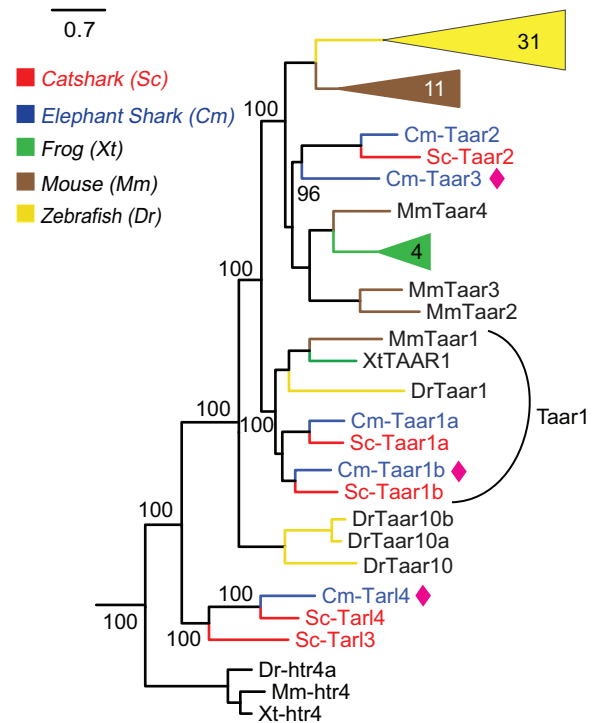 0.7
Catshark (Sc)
Elephant Shark (Cm)
Frog (Xt)
Mouse (Mm)
Zebrafish (Dr)
31
11
100
Cm-Taar2
Sc-Taar2
Cm-Taar3
96
MmTaar4
4
100
MmTaar3
MmTaar2
MmTaar1
XtTAAR1
DrTaar1
Taar1
100
100
Cm-Taar1a
Sc-Taar1a
Cm-Taar1b
Sc-Taar1b
100
DrTaar10b
DrTaar10a
DrTaar10
100
Cm-Tarl4
100
100
Sc-Tarl4
Sc-Tarl3
Dr-htr4a
Mm-htr4
Xt-htr4